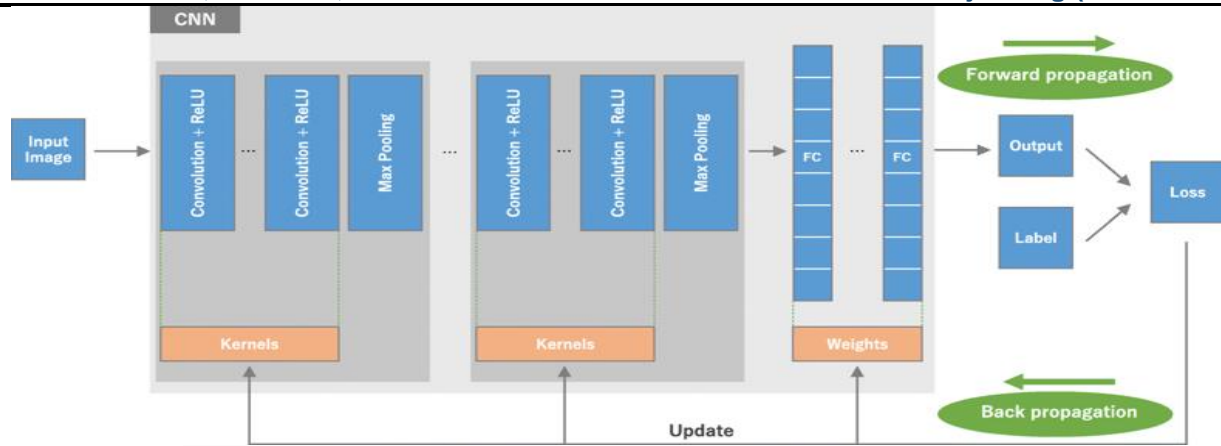 CNN
Forward propagation
Input
Image
Convolution + ReLU
...
Convolution + ReLU
Max Pooling
...
Convolution + ReLU
...
Convolution + ReLU
Max Pooling
FC
...
FC
Output
Label
Loss
Kernels
Kernels
Weights
Back propagation
Update